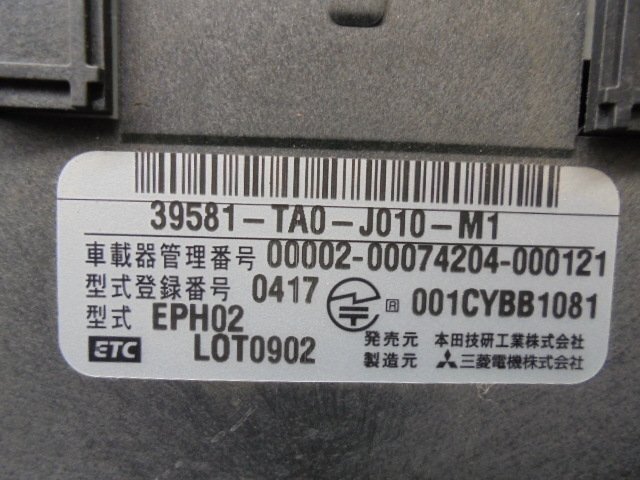 39581-TA0-J010-M1
車載器管理番号 00002-00074204-000121
型式登録番号 0417 R 001CYBB1081
型式 EPH02
ETC LOT0902
発売元 本田技研工業株式会社
製造元 三菱電機株式会社